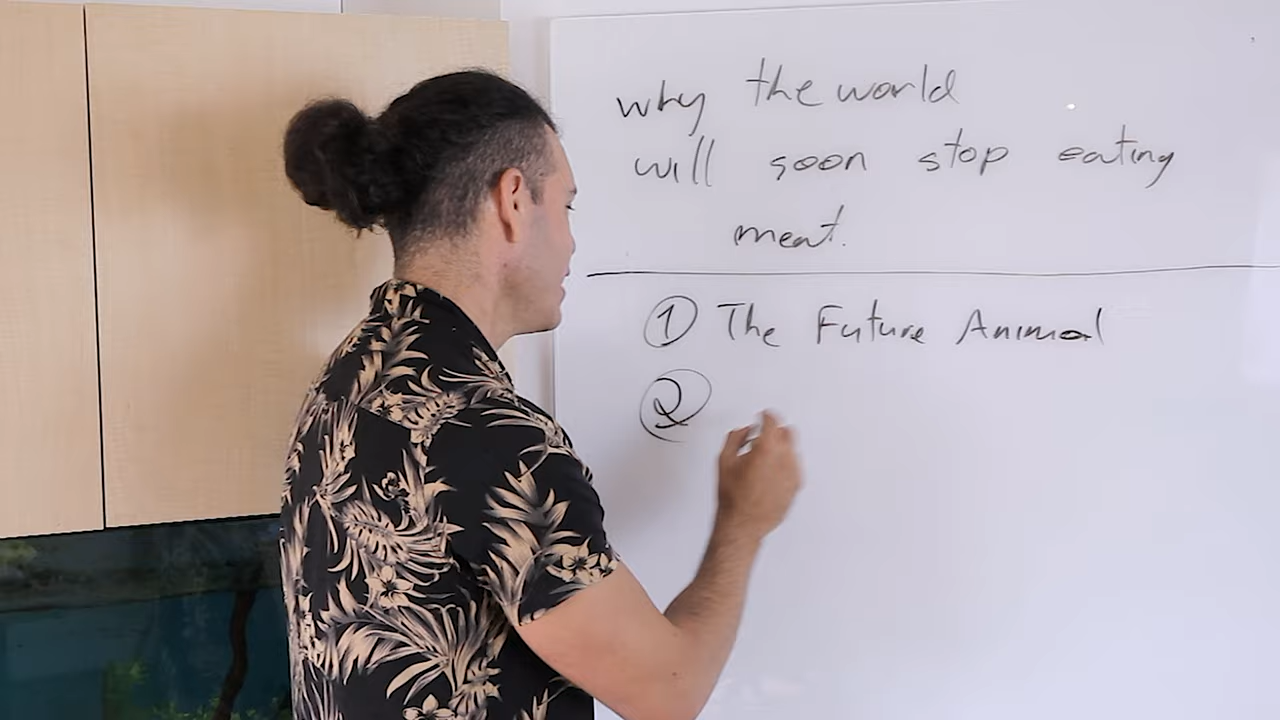 why the world
will soon stop eating
meat.
① The Future Animal
②